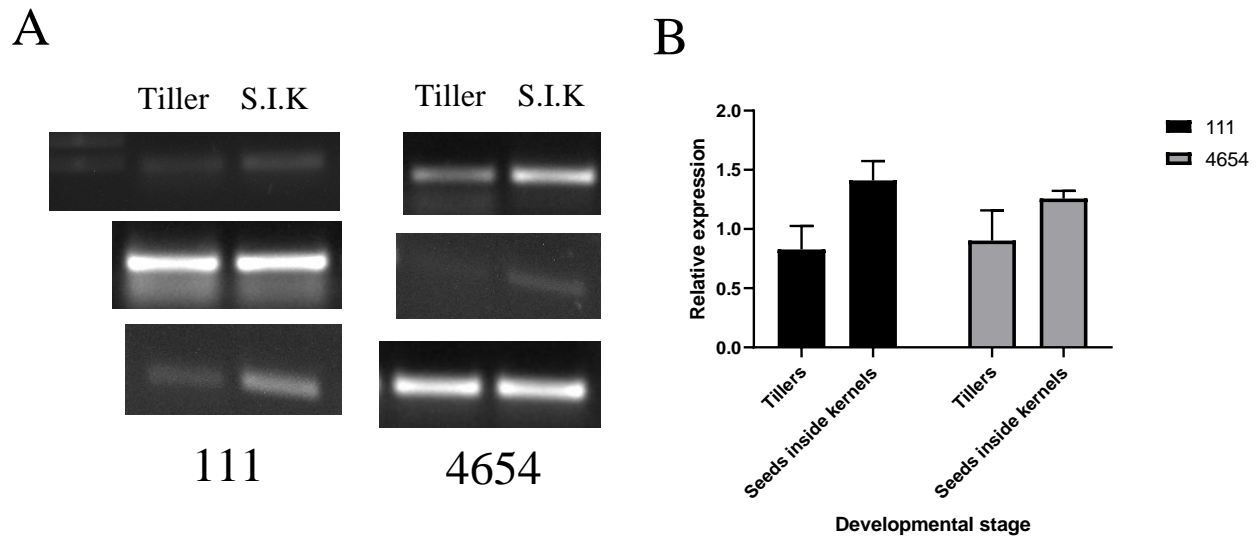 A
Tiller S.I.K
Tiller S.I.K
111
4654
B
2.0
1.5
1.0
0.5
0.0
Relative expression
Tillers
Seeds inside kernels
Tillers
Seeds inside kernels
Developmental stage
111
4654